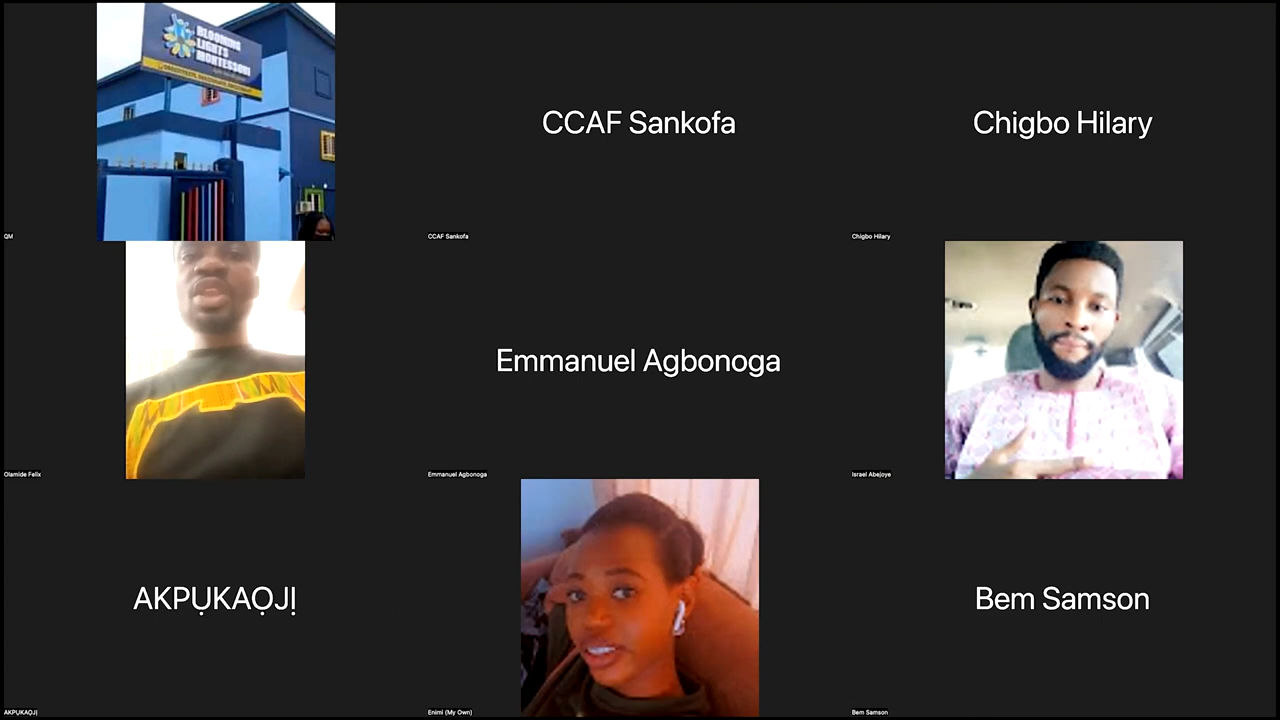 BLOOMING
LIGHTS
MONTESSORI
CCAF Sankofa
Chigbo Hilary
QM
CCAF Sankofa
Chigbo Hilary
Emmanuel Agbonoga
Olamide Felix
Emmanuel Agbonoga
Israel Abejoye
AKPỤKAỌJỊ
Bem Samson
AKPỤKAỌJỊ
Enimi (My Own)
Bem Samson